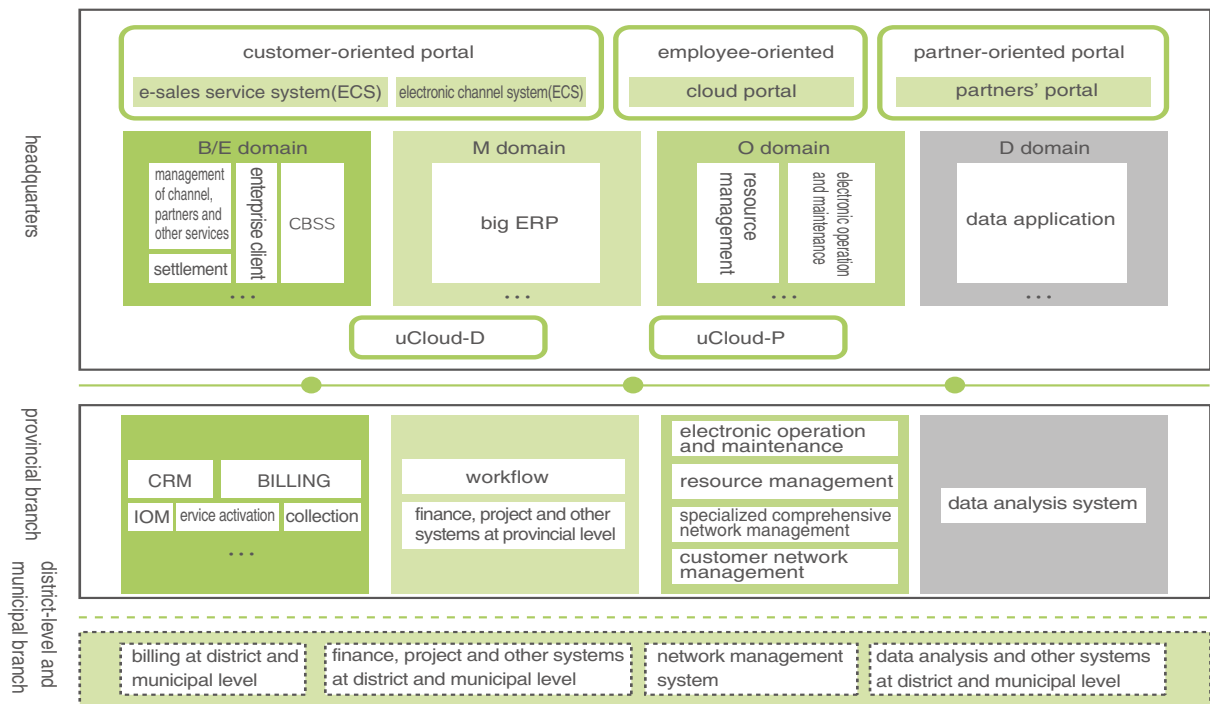 headquarters
customer-oriented portal
e-sales service system(ECS)
electronic channel system(ECS)
employee-oriented
cloud portal
partner-oriented portal
partners' portal
B/E domain
management
of channel,
partners and
other services
settlement
enterprise client
CBSS
...
M domain
big ERP
...
O domain
resource
management
electronic operation
and maintenance
...
D domain
data application
...
uCloud-D
uCloud-P
provincial branch
CRM
BILLING
IOM
ervice activation
collection
...
workflow
finance, project and other
systems at provincial level
electronic operation
and maintenance
resource management
specialized comprehensive
network management
customer network
management
data analysis system
district-level and
municipal branch
billing at district and
municipal level
finance, project and other systems
at district and municipal level
network management
system
data analysis and other systems
at district and municipal level